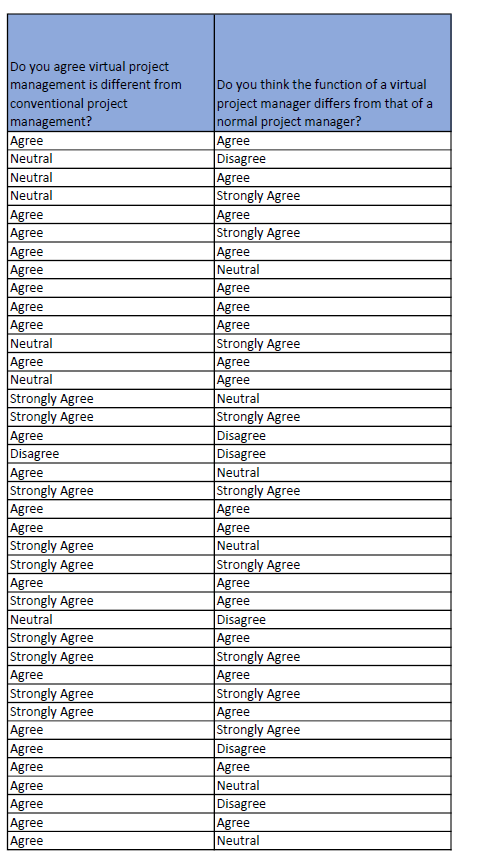 Do you agree virtual project
management is different from
conventional project
management?
Do you think the function of a virtual
project manager differs from that of a
normal project manager?
Agree Agree
Neutral Disagree
Neutral Agree
Neutral Strongly Agree
Agree Agree
Agree Strongly Agree
Agree Agree
Agree Neutral
Agree Agree
Agree Agree
Agree Agree
Neutral Strongly Agree
Agree Agree
Neutral Agree
Strongly Agree Neutral
Strongly Agree Strongly Agree
Agree Disagree
Disagree Disagree
Agree Neutral
Strongly Agree Strongly Agree
Agree Agree
Agree Agree
Strongly Agree Neutral
Strongly Agree Strongly Agree
Agree Agree
Strongly Agree Agree
Neutral Disagree
Strongly Agree Agree
Strongly Agree Strongly Agree
Agree Agree
Strongly Agree Strongly Agree
Strongly Agree Agree
Agree Strongly Agree
Agree Disagree
Agree Agree
Agree Neutral
Agree Disagree
Agree Agree
Agree Neutral